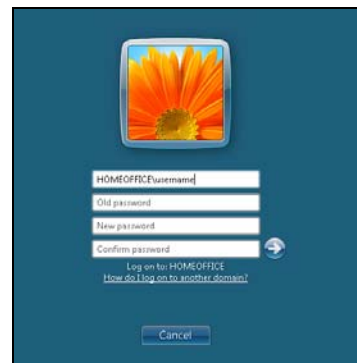 HOMEOFFICE\username
Old password
New password
Confirm password
Log on to: HOMEOFFICE
How do I log on to another domain?
Cancel